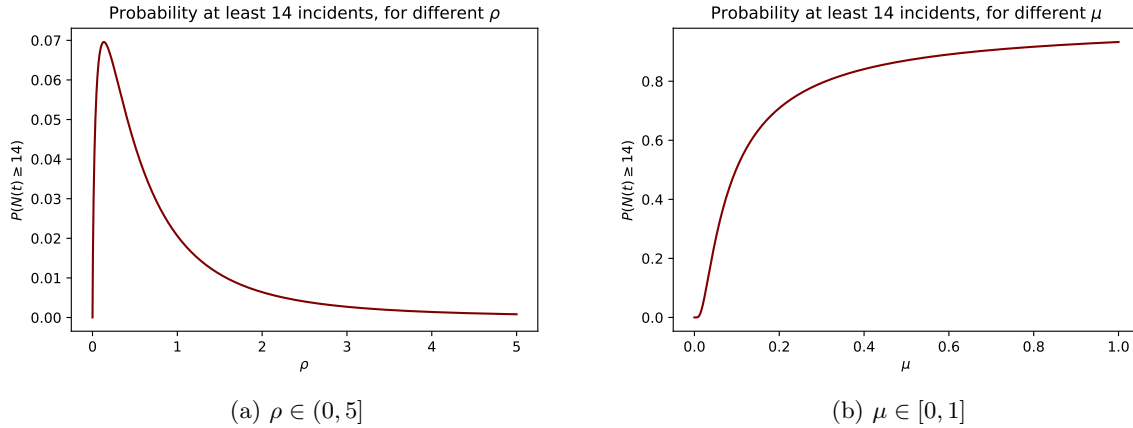 Probability at least 14 incidents, for different ρ
0.07
0.06
0.05
0.04
0.03
0.02
0.01
0.00
P(N(t) ≥ 14)
0 1 2 3 4 5
ρ
(a) ρ ∈ (0, 5]
Probability at least 14 incidents, for different μ
0.8
0.6
0.4
0.2
0.0
P(N(t) ≥ 14)
0.0 0.2 0.4 0.6 0.8 1.0
μ
(b) μ ∈ [0, 1]